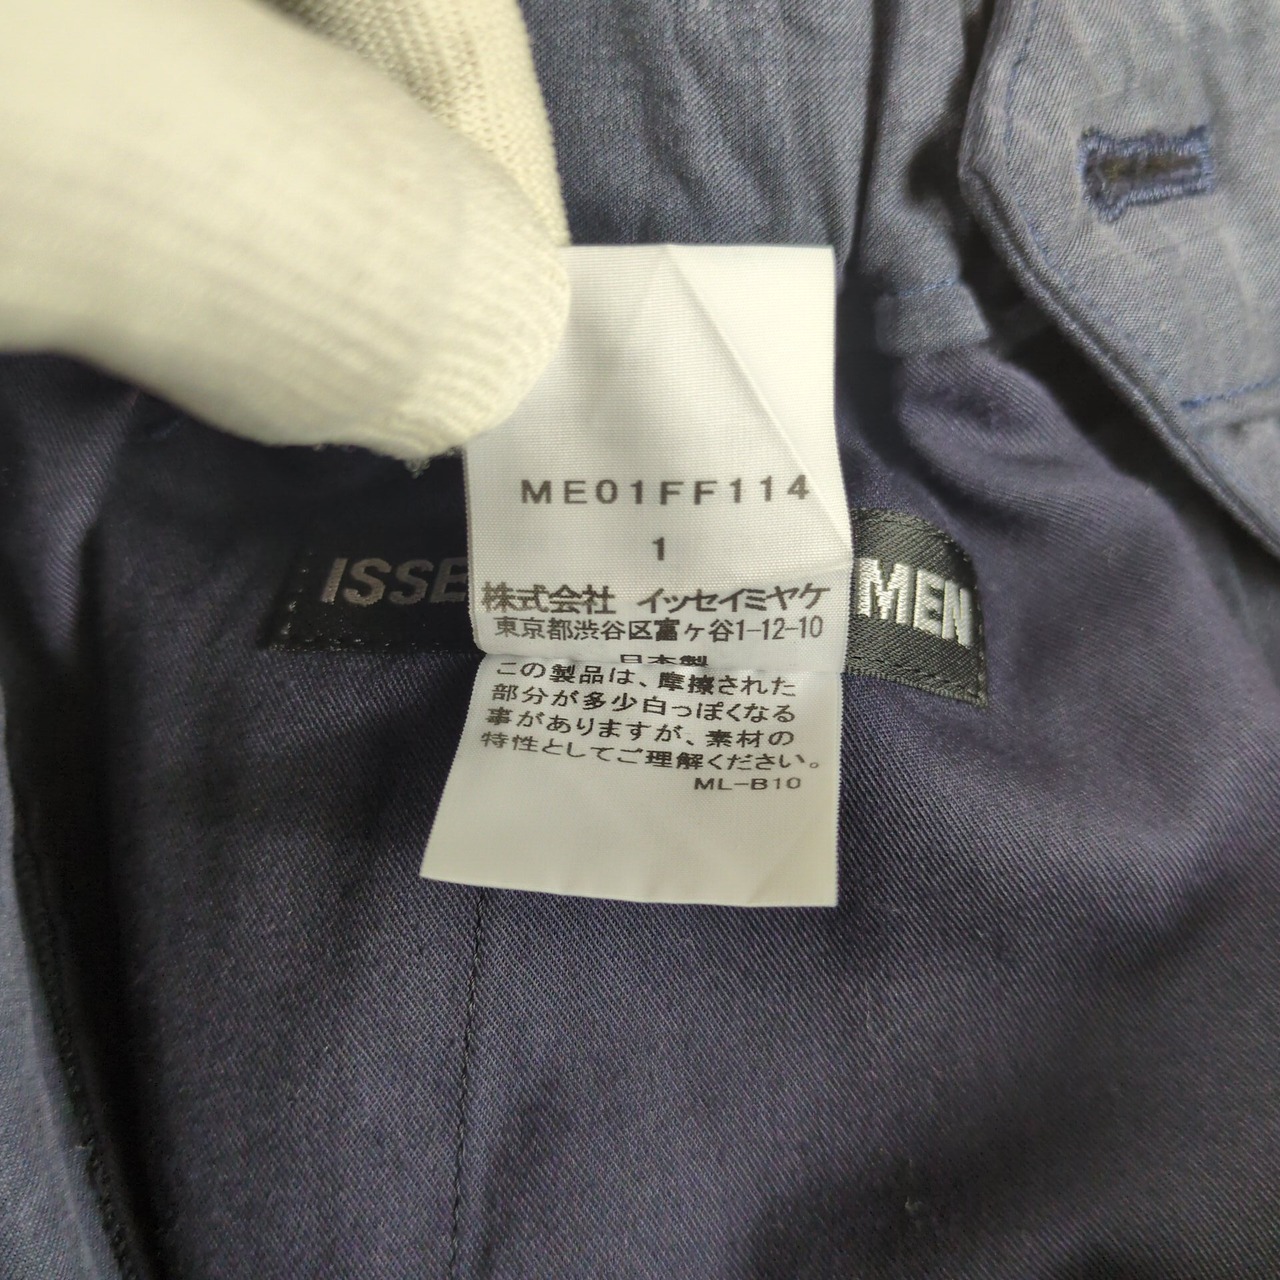 ME01FF114
1
ISSE
MEN
株式会社 イッセイミヤケ
東京都渋谷区富ヶ谷1-12-10
日本製
この製品は、摩擦された
部分が多少白っぽくなる
事がありますが、素材の
特性としてご理解ください。
ML-B10